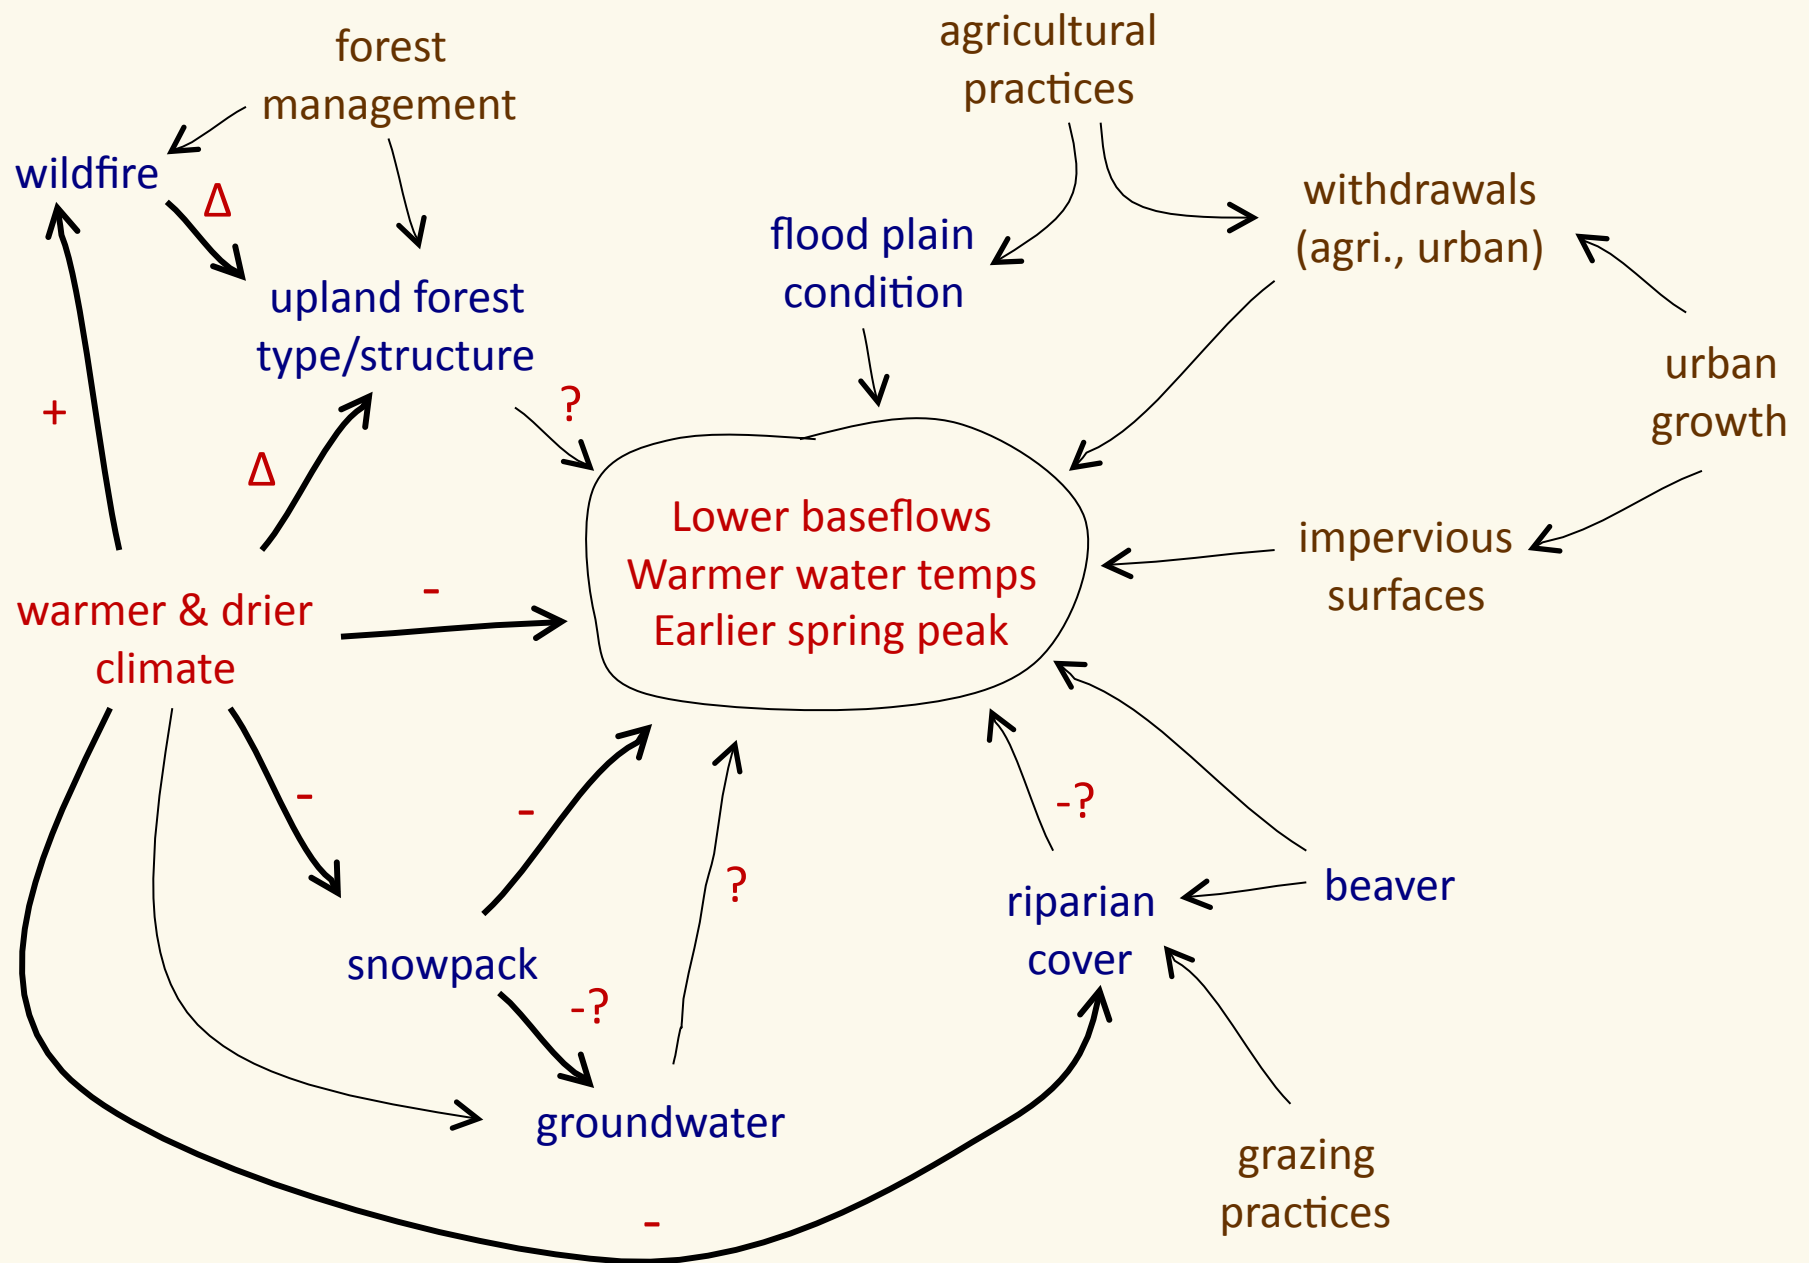 forest
management
agricultural
practices
wildfire
Δ
withdrawals
(agri., urban)
flood plain
condition
upland forest
type/structure
urban
growth
+
?
Δ
Lower baseflows
Warmer water temps
Earlier spring peak
impervious
surfaces
warmer & drier
climate
-
-
-
-?
?
riparian
cover
beaver
snowpack
-?
groundwater
grazing
practices
-